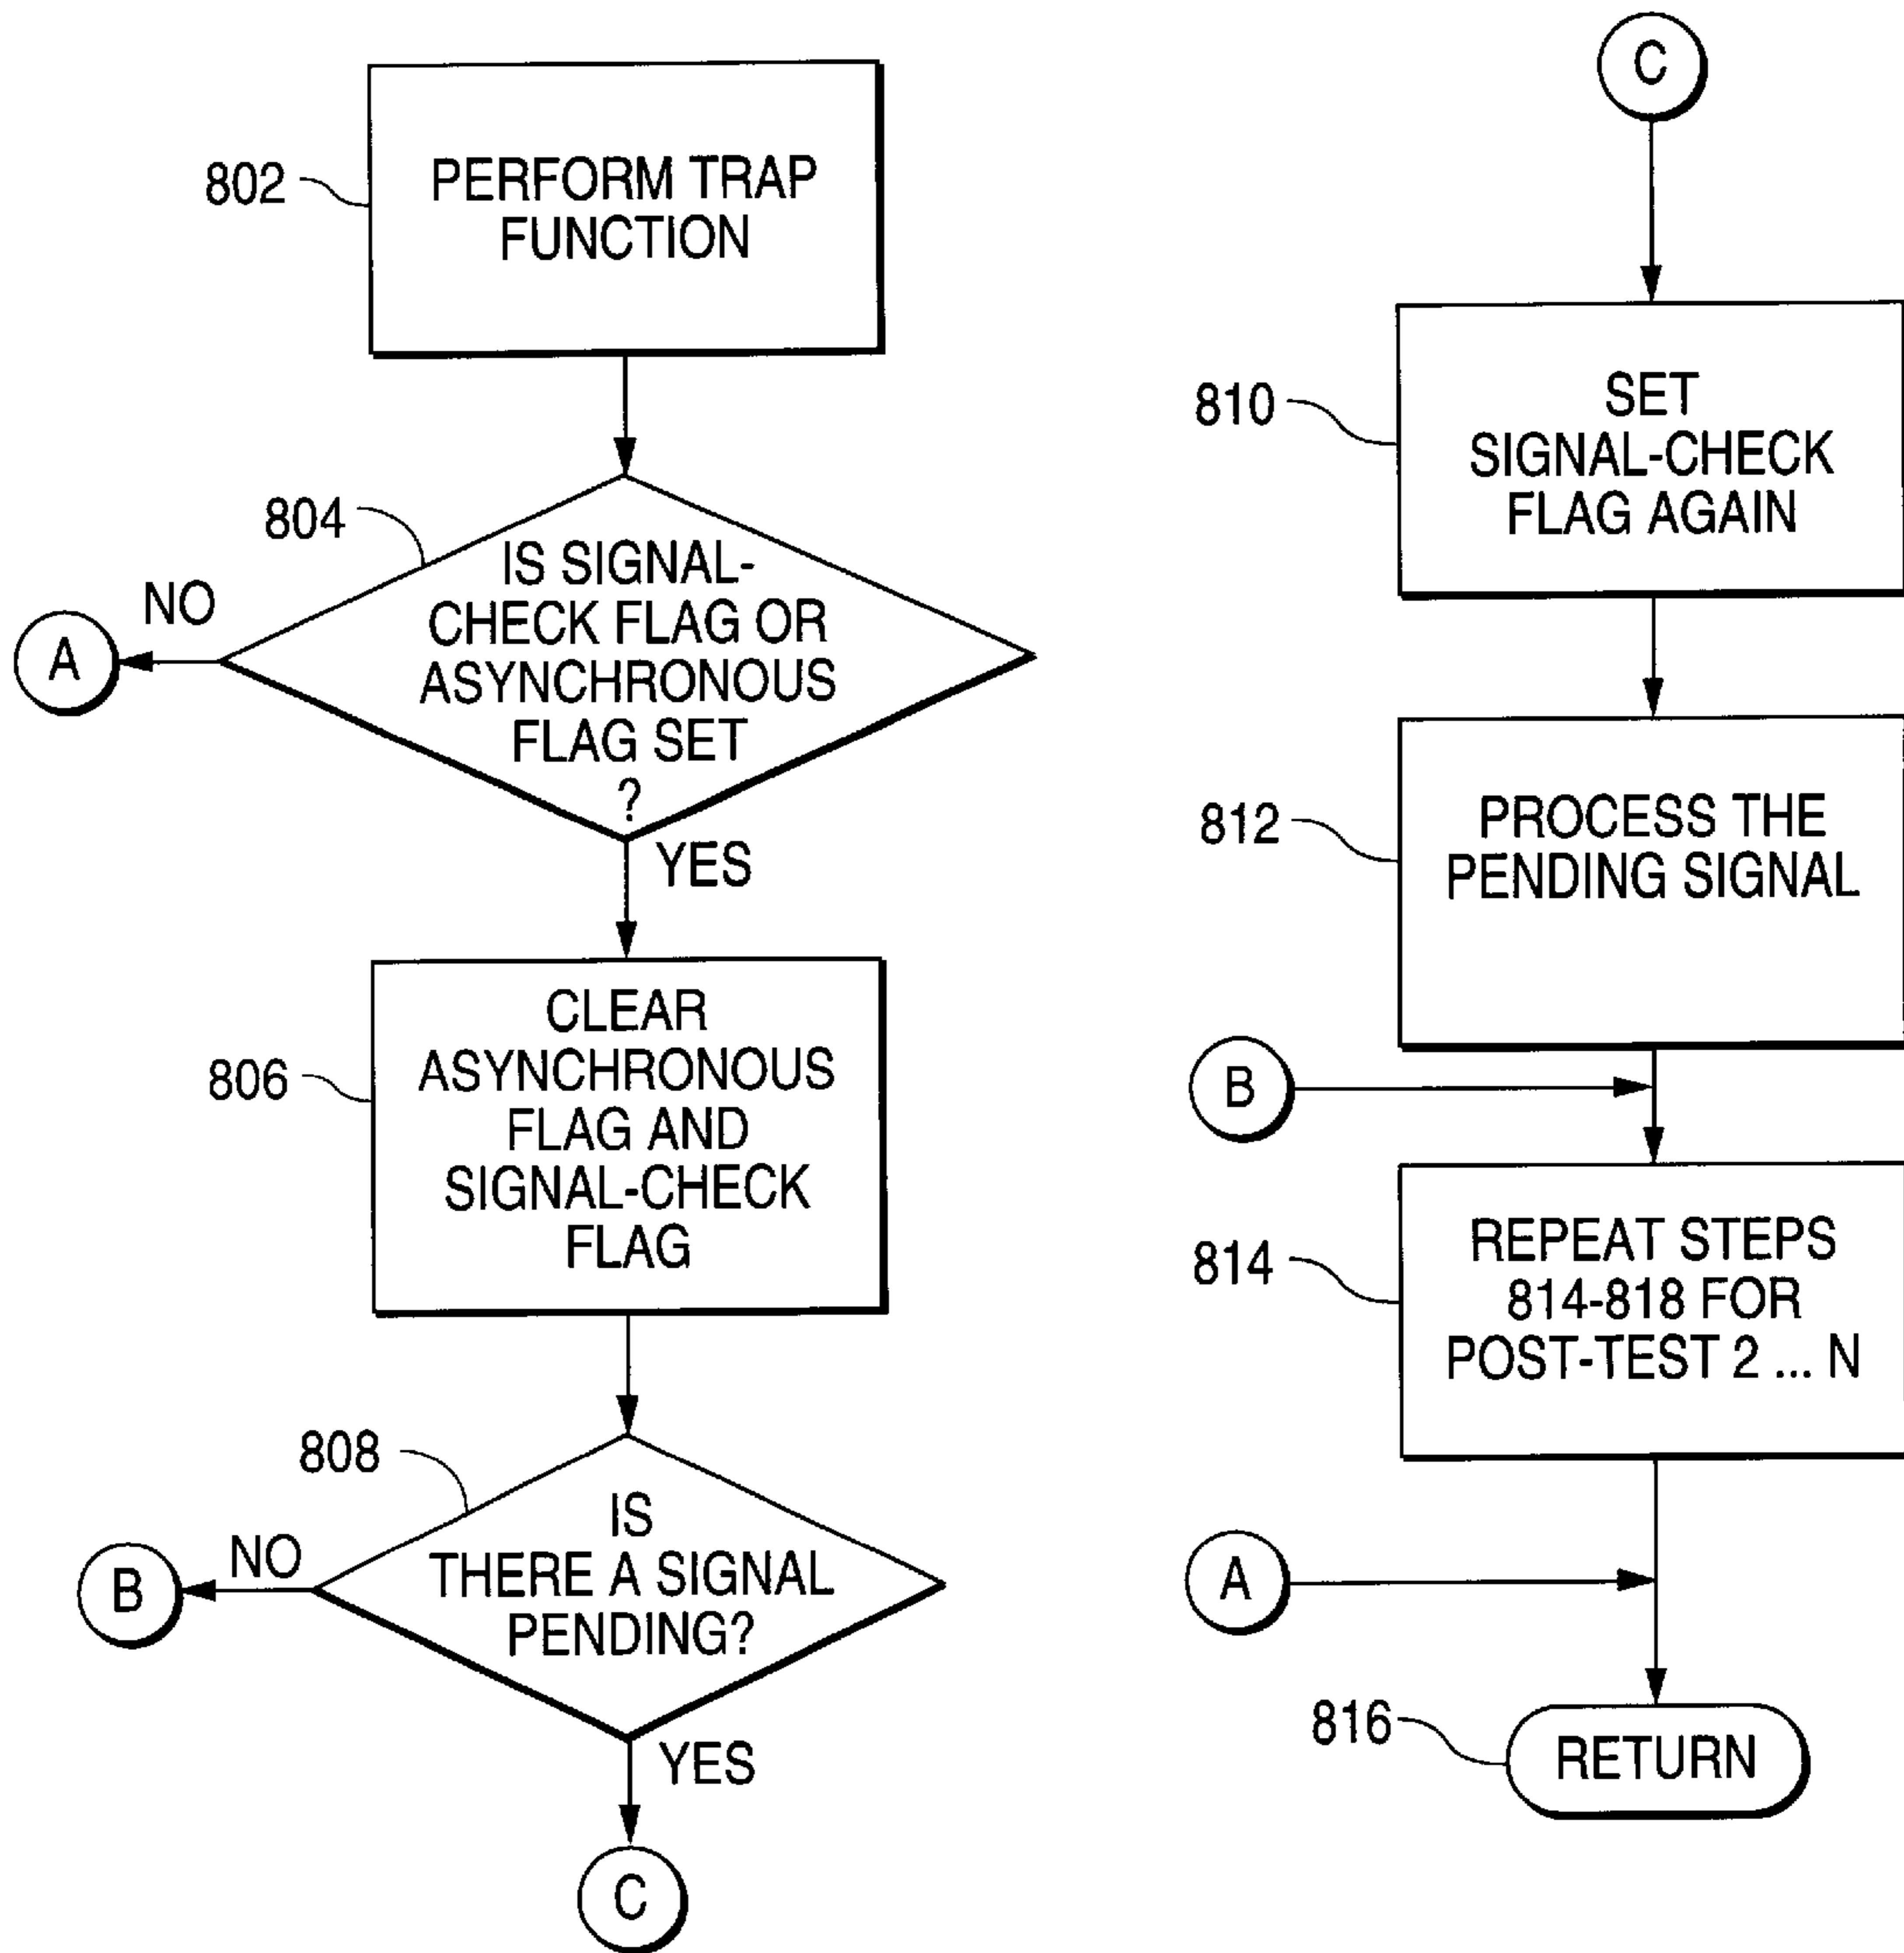 802
PERFORM TRAP
FUNCTION
804
IS SIGNAL-
CHECK FLAG OR
ASYNCHRONOUS
FLAG SET
?
NO
A
YES
806
CLEAR
ASYNCHRONOUS
FLAG AND
SIGNAL-CHECK
FLAG
808
IS
THERE A SIGNAL
PENDING?
NO
B
YES
C
C
810
SET
SIGNAL-CHECK
FLAG AGAIN
812
PROCESS THE
PENDING SIGNAL
B
814
REPEAT STEPS
814-818 FOR
POST-TEST 2 ... N
A
816
RETURN